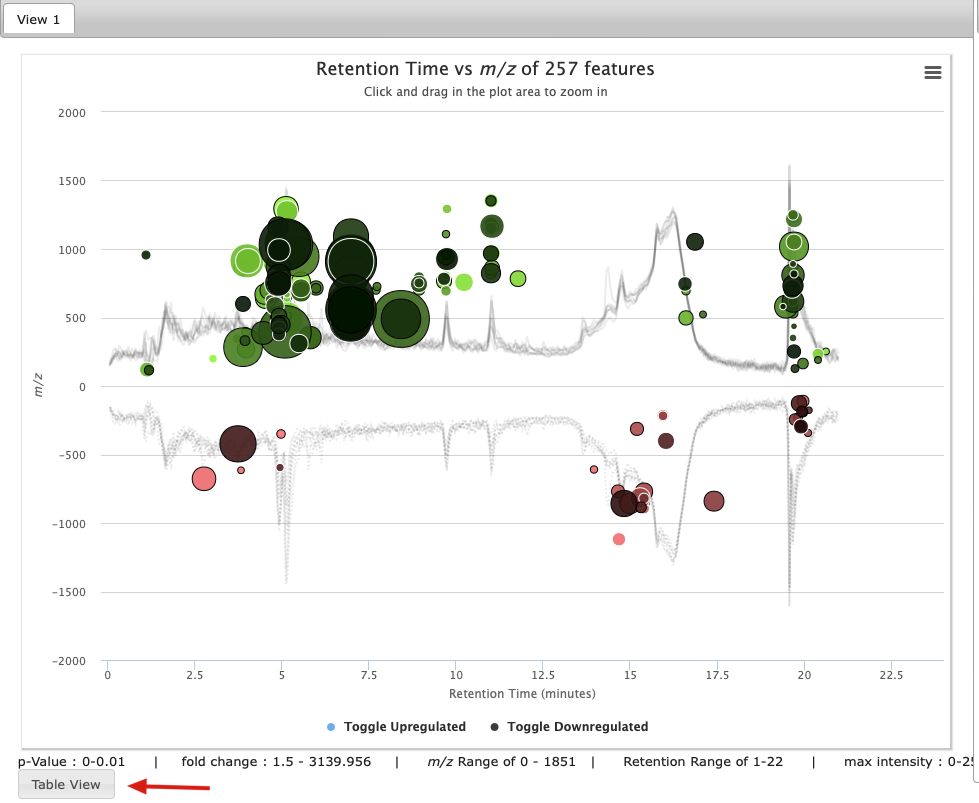 View 1
Retention Time vs m/z of 257 features
Click and drag in the plot area to zoom in
2000
1500
1000
500
0
−500
−1000
−1500
−2000
m/z
0 2.5 5 7.5 10 12.5 15 17.5 20 22.5
Retention Time (minutes)
Toggle Upregulated Toggle Downregulated
p-Value : 0-0.01 | fold change : 1.5 - 3139.956 | m/z Range of 0 - 1851 | Retention Range of 1-22 | max intensity : 0-25
Table View